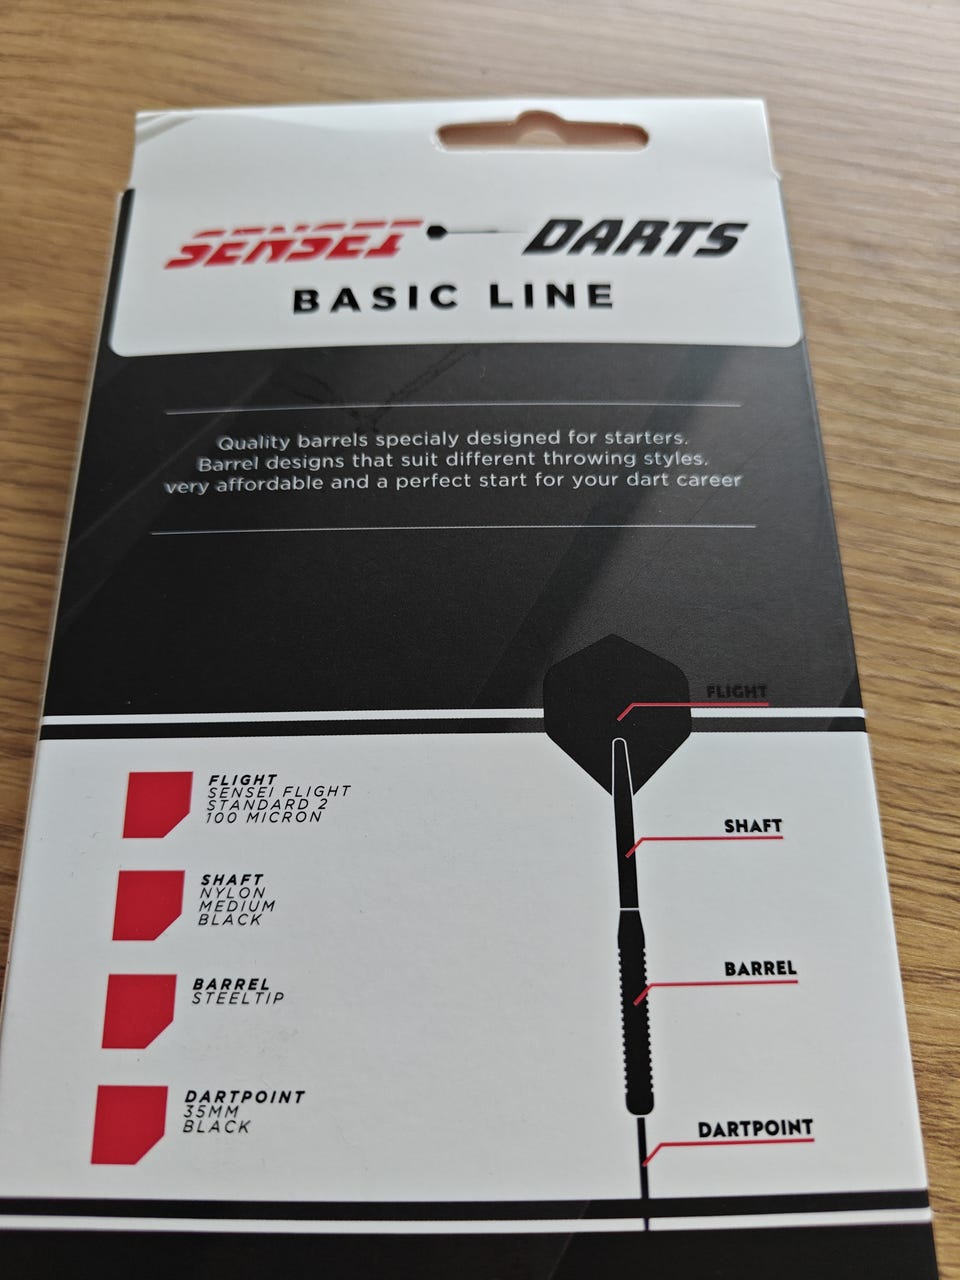 SENSEI DARTS
BASIC LINE
Quality barrels specialy designed for starters.
Barrel designs that suit different throwing styles.
very affordable and a perfect start for your dart career
FLIGHT
SENSEI FLIGHT
STANDARD 2
100 MICRON
SHAFT
NYLON
MEDIUM
BLACK
BARREL
STEELTIP
DARTPOINT
35MM
BLACK
FLIGHT
SHAFT
BARREL
DARTPOINT